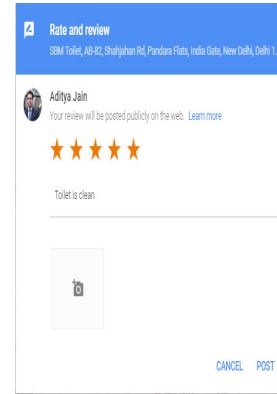 Rate and review
SBM Toilet, AB-82, Shahjahan Rd, Pandara Flats, India Gate, New Delhi, Delhi 1
Aditya Jain
Your review will be posted publicly on the web. Learn more
Toilet is clean
CANCEL POST